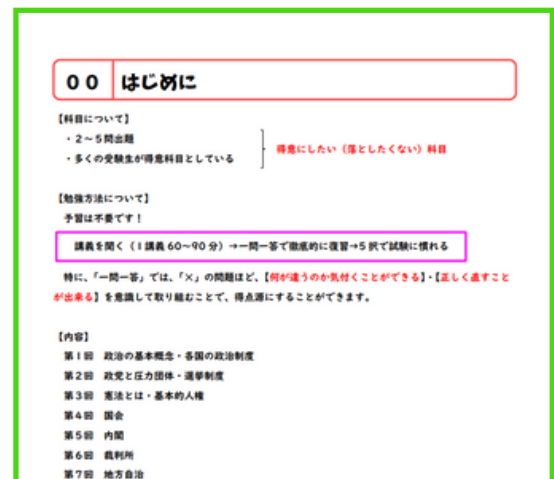 00 はじめに
【科目について】
・2～5問出題
・多くの受験生が得意科目としている
得意にしたい（落としたくない）科目
【勉強方法について】
予習は不要です！
講義を聞く（1講義60～90分）→一問一答で徹底的に復習→5択で試験に慣れる
特に、「一問一答」では、「×」の問題ほど、【何が違うのか気付くことができる】・【正しく直すこと
が出来る】を意識して取り組むことで、得点源にすることができます。
【内容】
第1回 政治の基本概念・各国の政治制度
第2回 政党と圧力団体・選挙制度
第3回 憲法とは・基本的人権
第4回 国会
第5回 内閣
第6回 裁判所
第7回 地方自治